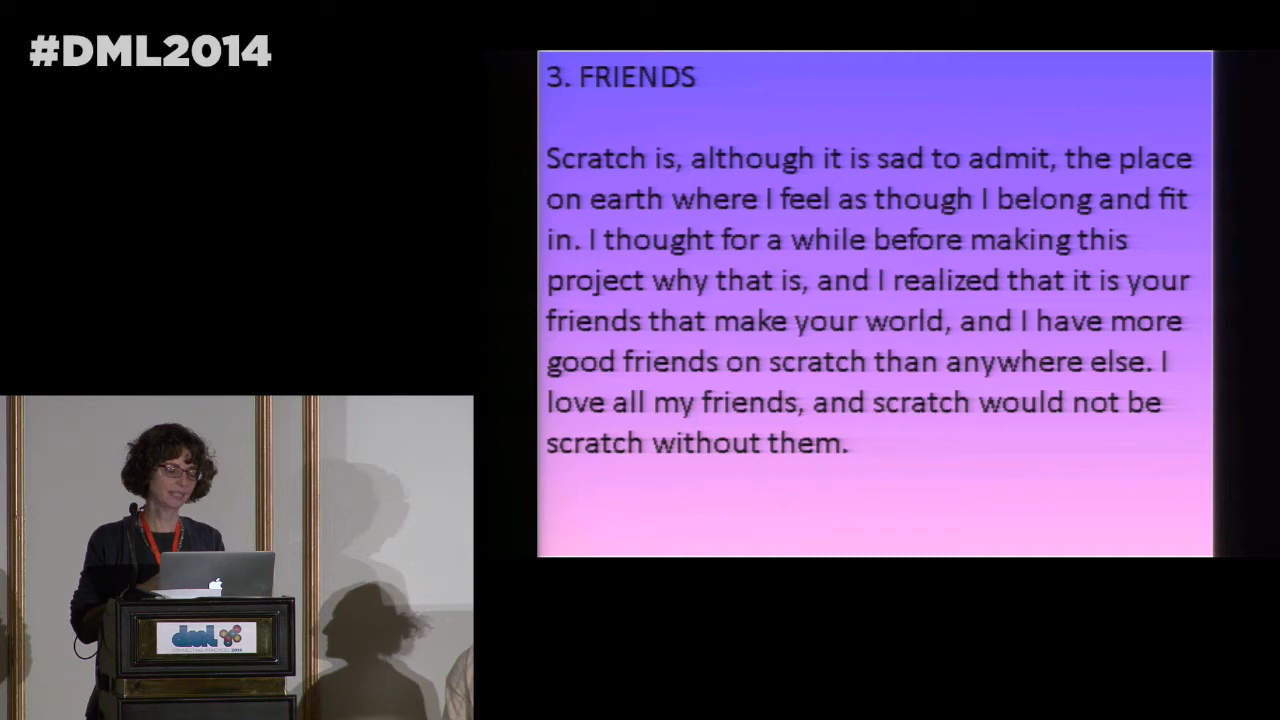 #DML2014
3. FRIENDS
Scratch is, although it is sad to admit, the place
on earth where I feel as though I belong and fit
in. I thought for a while before making this
project why that is, and I realized that it is your
friends that make your world, and I have more
good friends on scratch than anywhere else. I
love all my friends, and scratch would not be
scratch without them.
dml
CONNECTING PRACTICES 2014